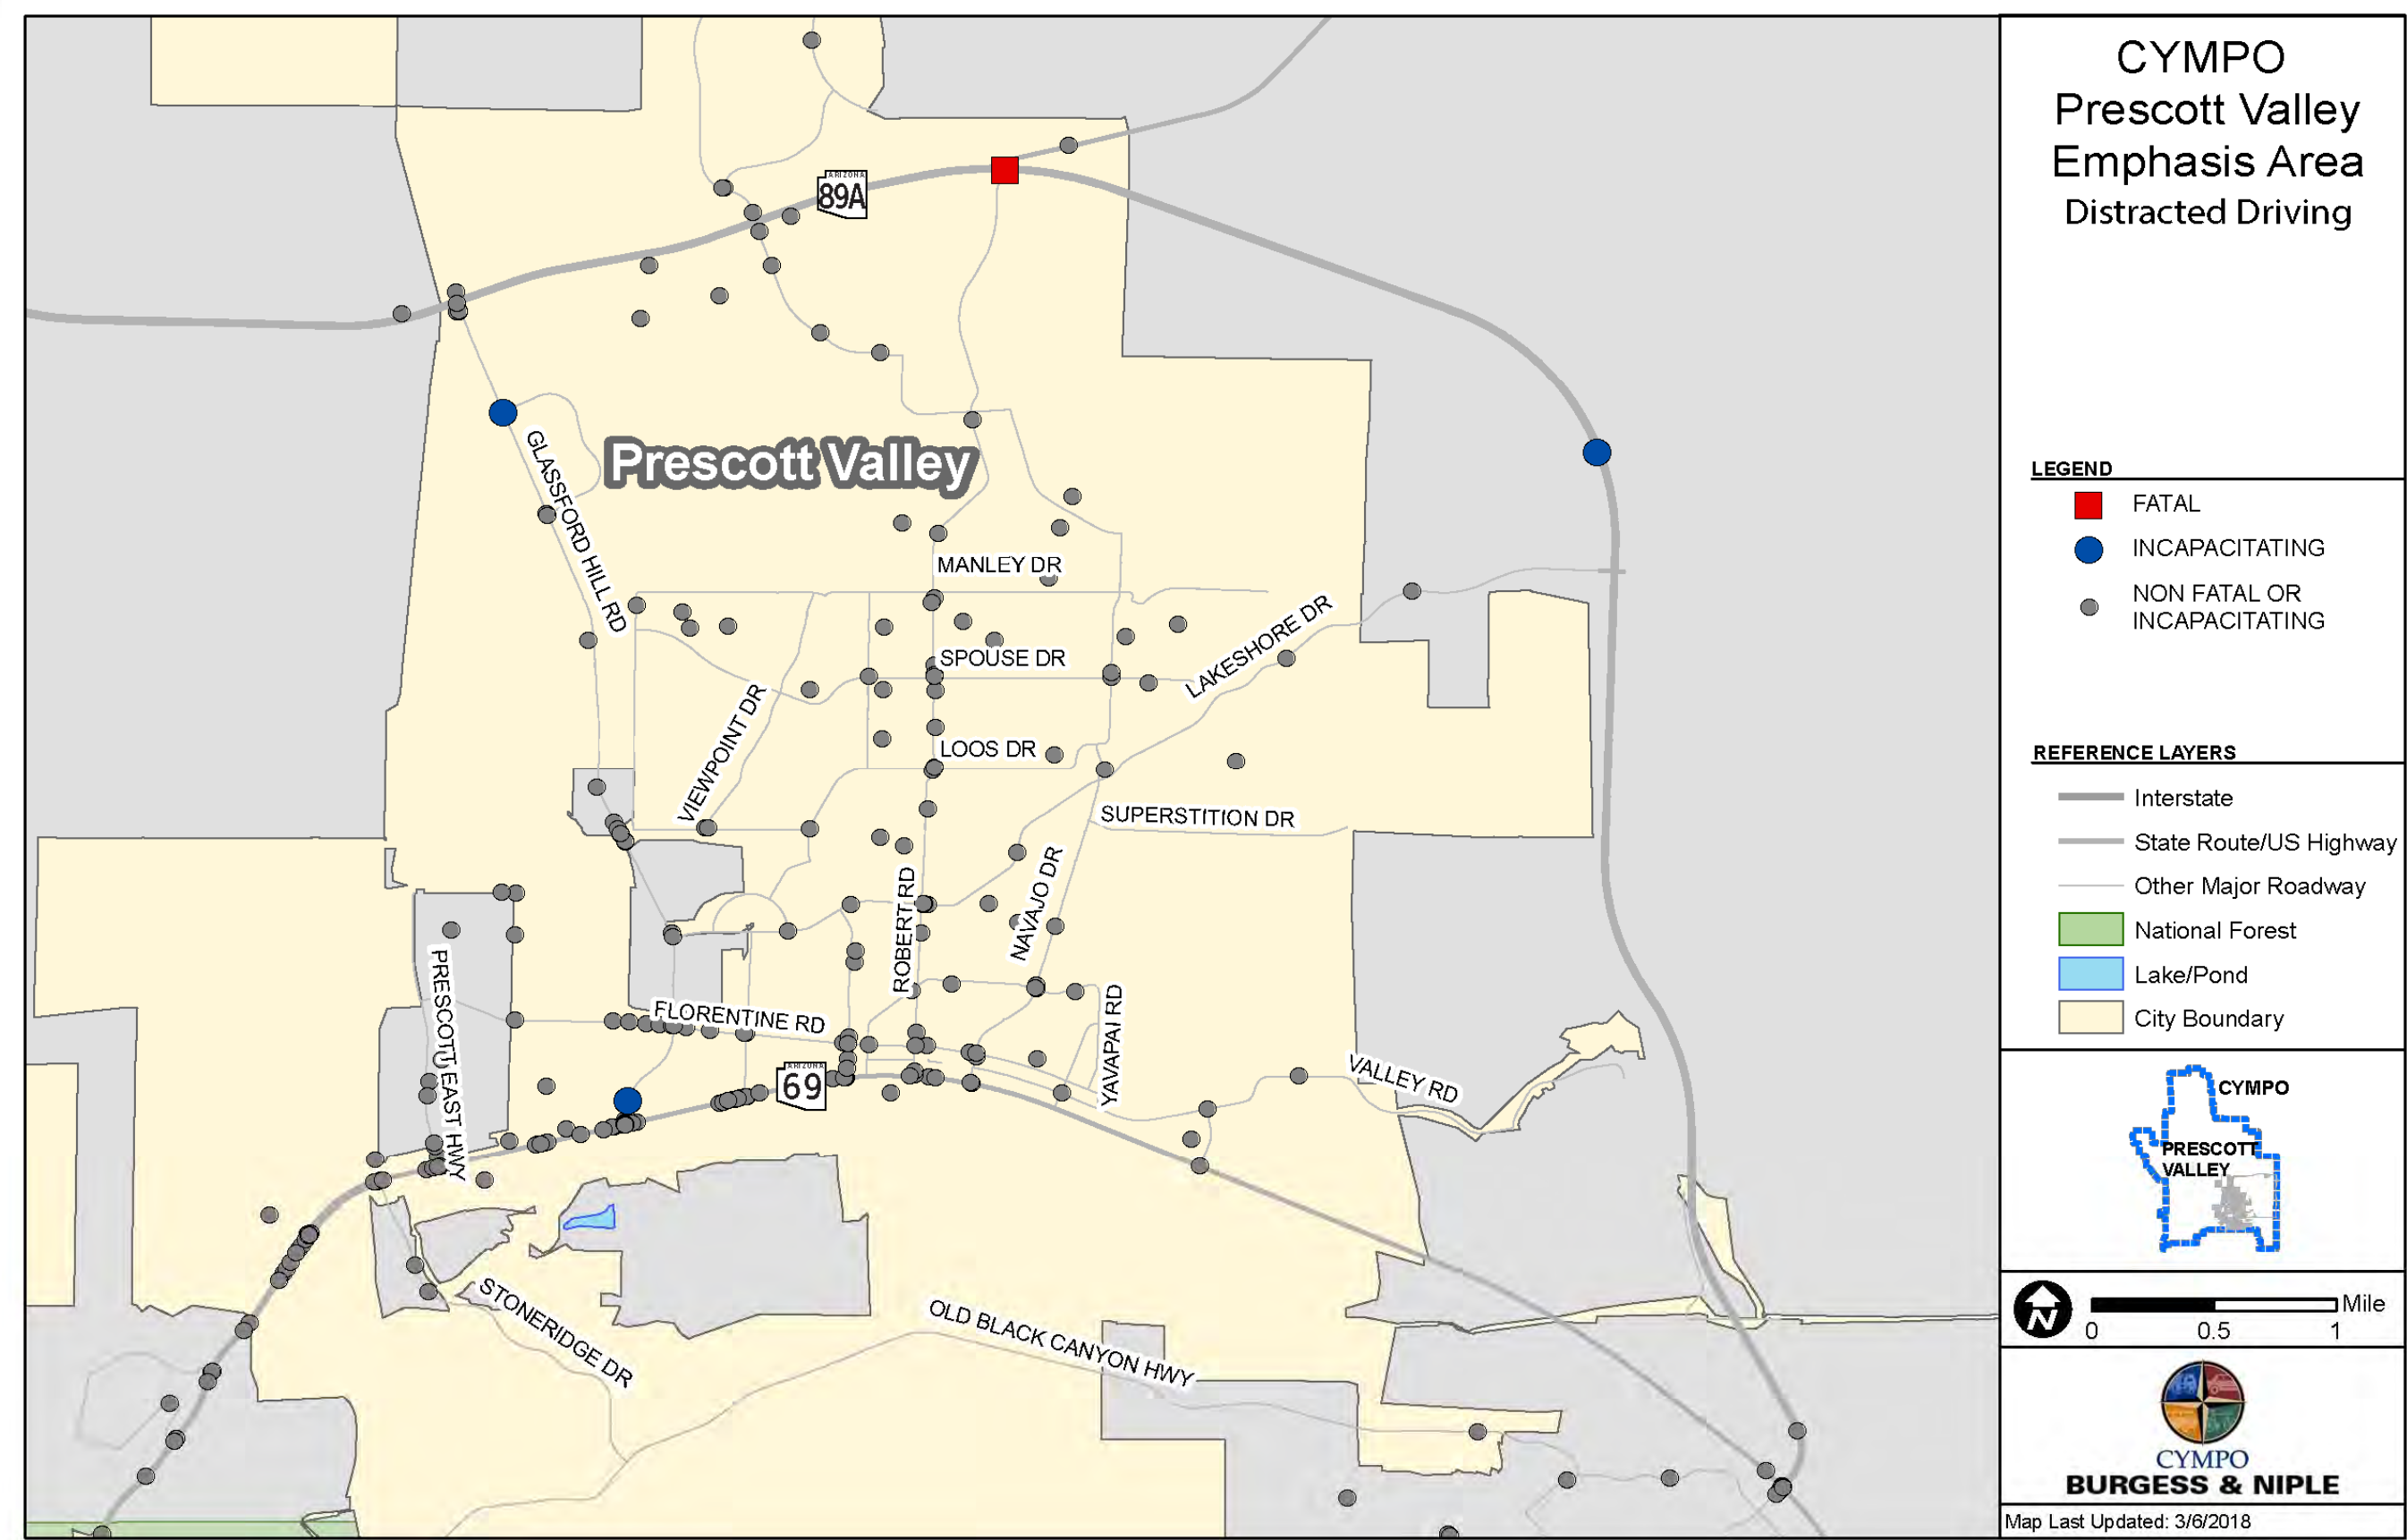 CYMPO
Prescott Valley
Emphasis Area
Distracted Driving
ARIZONA
89A
Prescott Valley
GLASSFORD HILL RD
MANLEY DR
SPOUSE DR
LAKESHORE DR
VIEWPOINT DR
LOOS DR
SUPERSTITION DR
ROBERT RD
NAVAJO DR
PRESCOTT EAST HWY
FLORENTINE RD
YAVAPAI RD
ARIZONA
69
VALLEY RD
STONERIDGE DR
OLD BLACK CANYON HWY
LEGEND
FATAL
INCAPACITATING
NON FATAL OR
INCAPACITATING
REFERENCE LAYERS
Interstate
State Route/US Highway
Other Major Roadway
National Forest
Lake/Pond
City Boundary
CYMPO
PRESCOTT
VALLEY
N
Mile
0 0.5 1
CYMPO
BURGESS & NIPLE
Map Last Updated: 3/6/2018